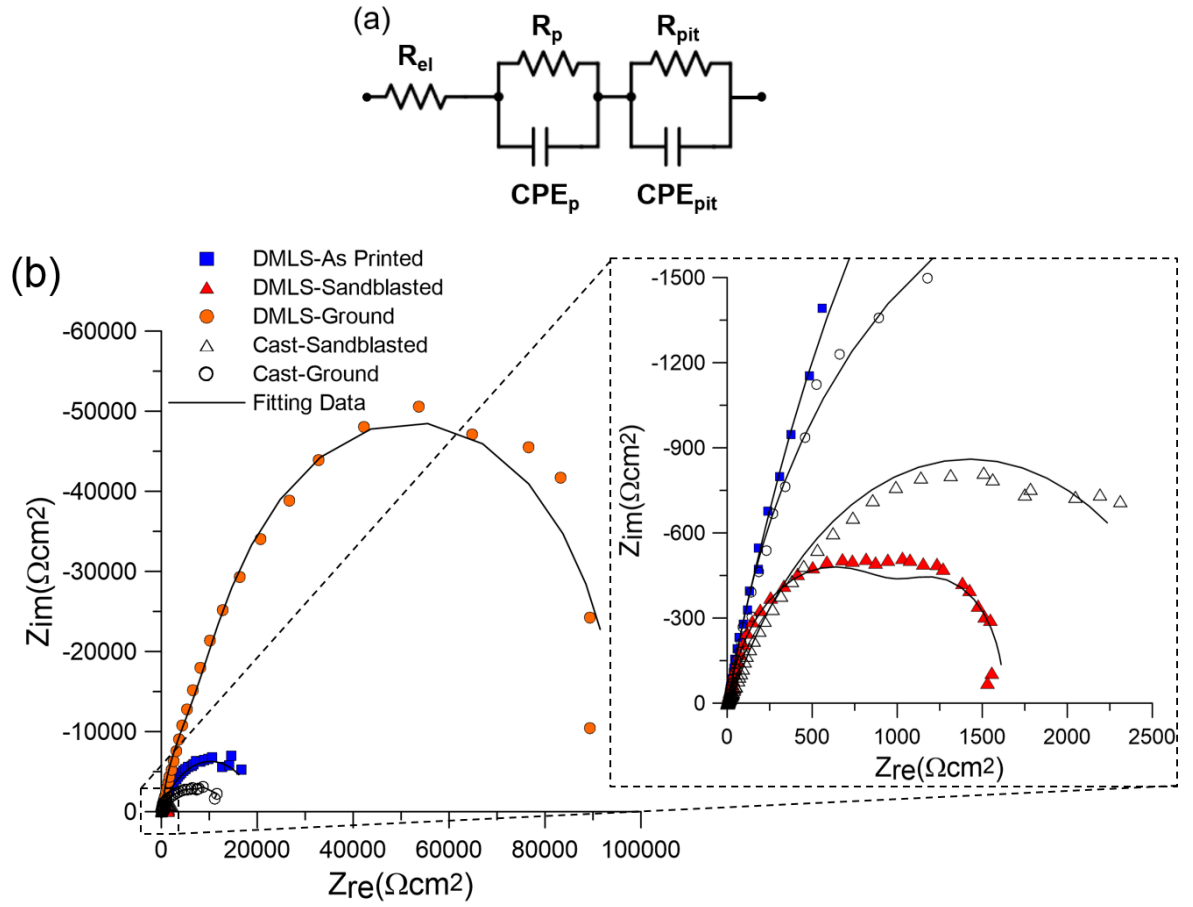 (a)
R_el
R_p
R_pit
CPE_p
CPE_pit
(b)
DMLS-As Printed
DMLS-Sandblasted
DMLS-Ground
Cast-Sandblasted
Cast-Ground
Fitting Data
-60000
-50000
-40000
-30000
-20000
-10000
0
Zim(Ωcm²)
0
20000
40000
60000
80000
100000
Zre(Ωcm²)
-1500
-1200
-900
-600
-300
0
Zim(Ωcm²)
0
500
1000
1500
2000
2500
Zre(Ωcm²)